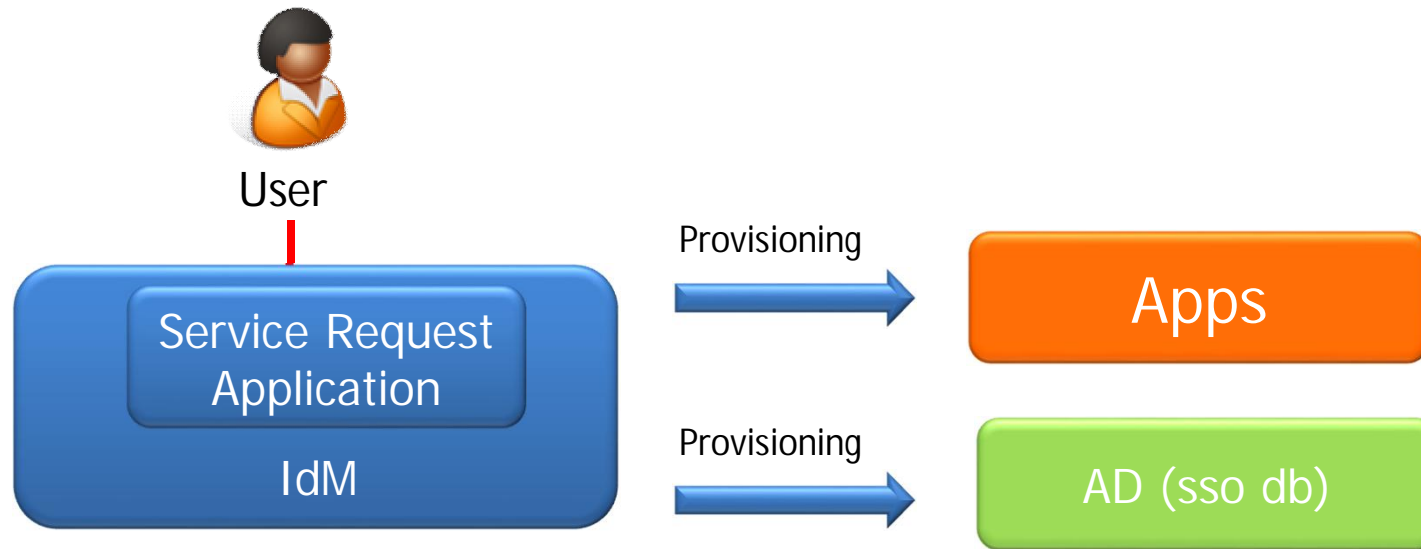 User
Provisioning
Apps
Service Request
Application
IdM
Provisioning
AD (sso db)